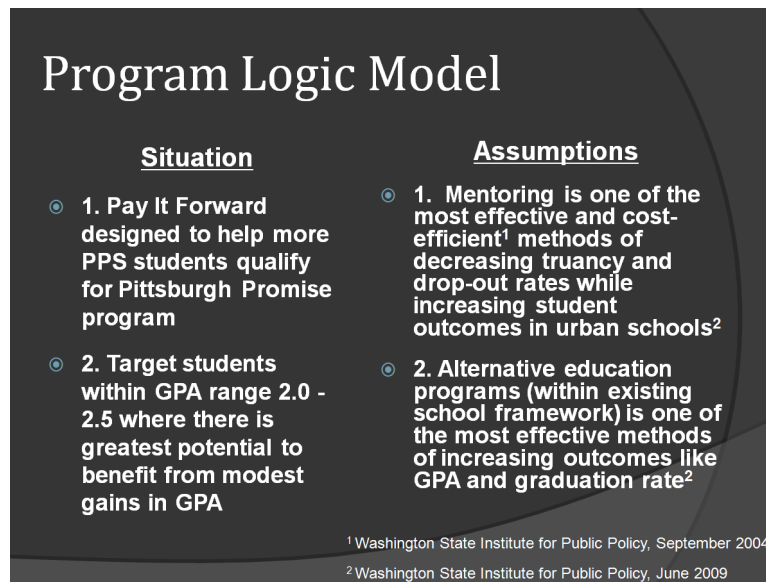 Program Logic Model
Situation
1. Pay It Forward
designed to help more
PPS students qualify
for Pittsburgh Promise
program
2. Target students
within GPA range 2.0 -
2.5 where there is
greatest potential to
benefit from modest
gains in GPA
Assumptions
1. Mentoring is one of the
most effective and cost-
efficient¹ methods of
decreasing truancy and
drop-out rates while
increasing student
outcomes in urban schools²
2. Alternative education
programs (within existing
school framework) is one of
the most effective methods
of increasing outcomes like
GPA and graduation rate²
¹ Washington State Institute for Public Policy, September 2004
² Washington State Institute for Public Policy, June 2009